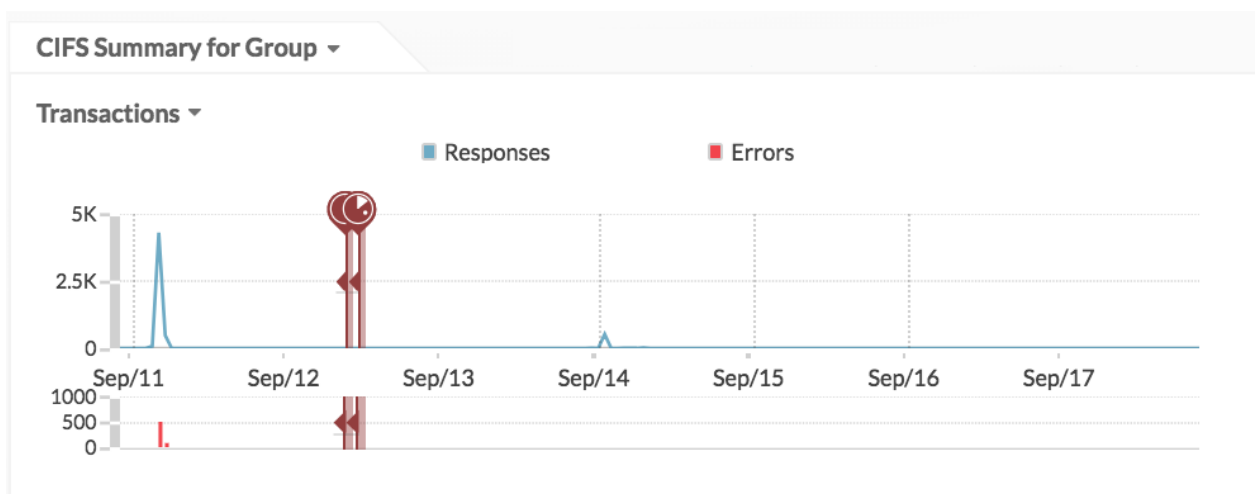 CIFS Summary for Group
Transactions
Responses Errors
5K
2.5K
0
Sep/11 Sep/12 Sep/13 Sep/14 Sep/15 Sep/16 Sep/17
1000
500
0